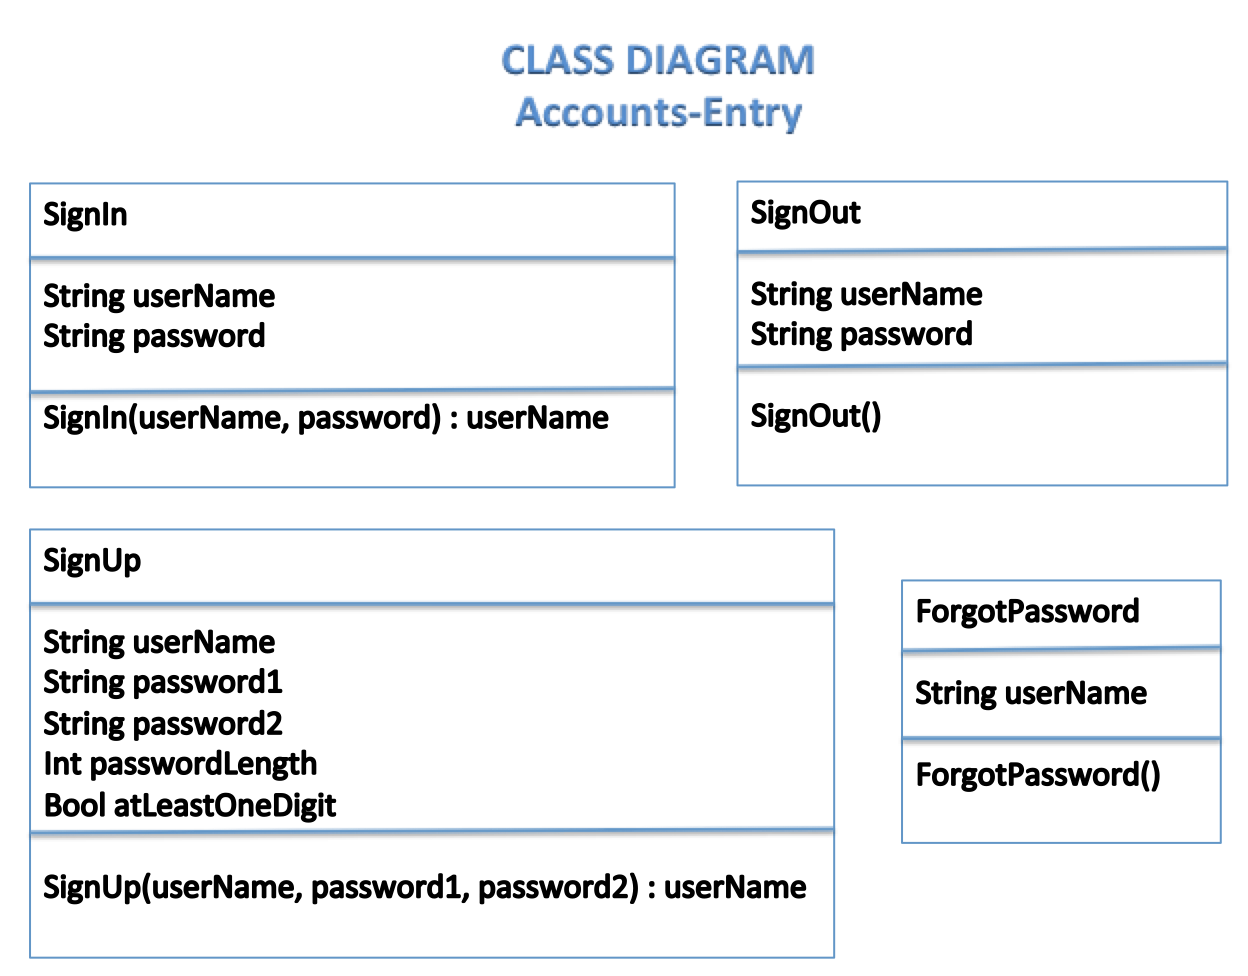 CLASS DIAGRAM
Accounts-Entry
SignIn
String userName
String password
SignIn(userName, password) : userName
SignOut
String userName
String password
SignOut()
SignUp
String userName
String password1
String password2
Int passwordLength
Bool atLeastOneDigit
SignUp(userName, password1, password2) : userName
ForgotPassword
String userName
ForgotPassword()